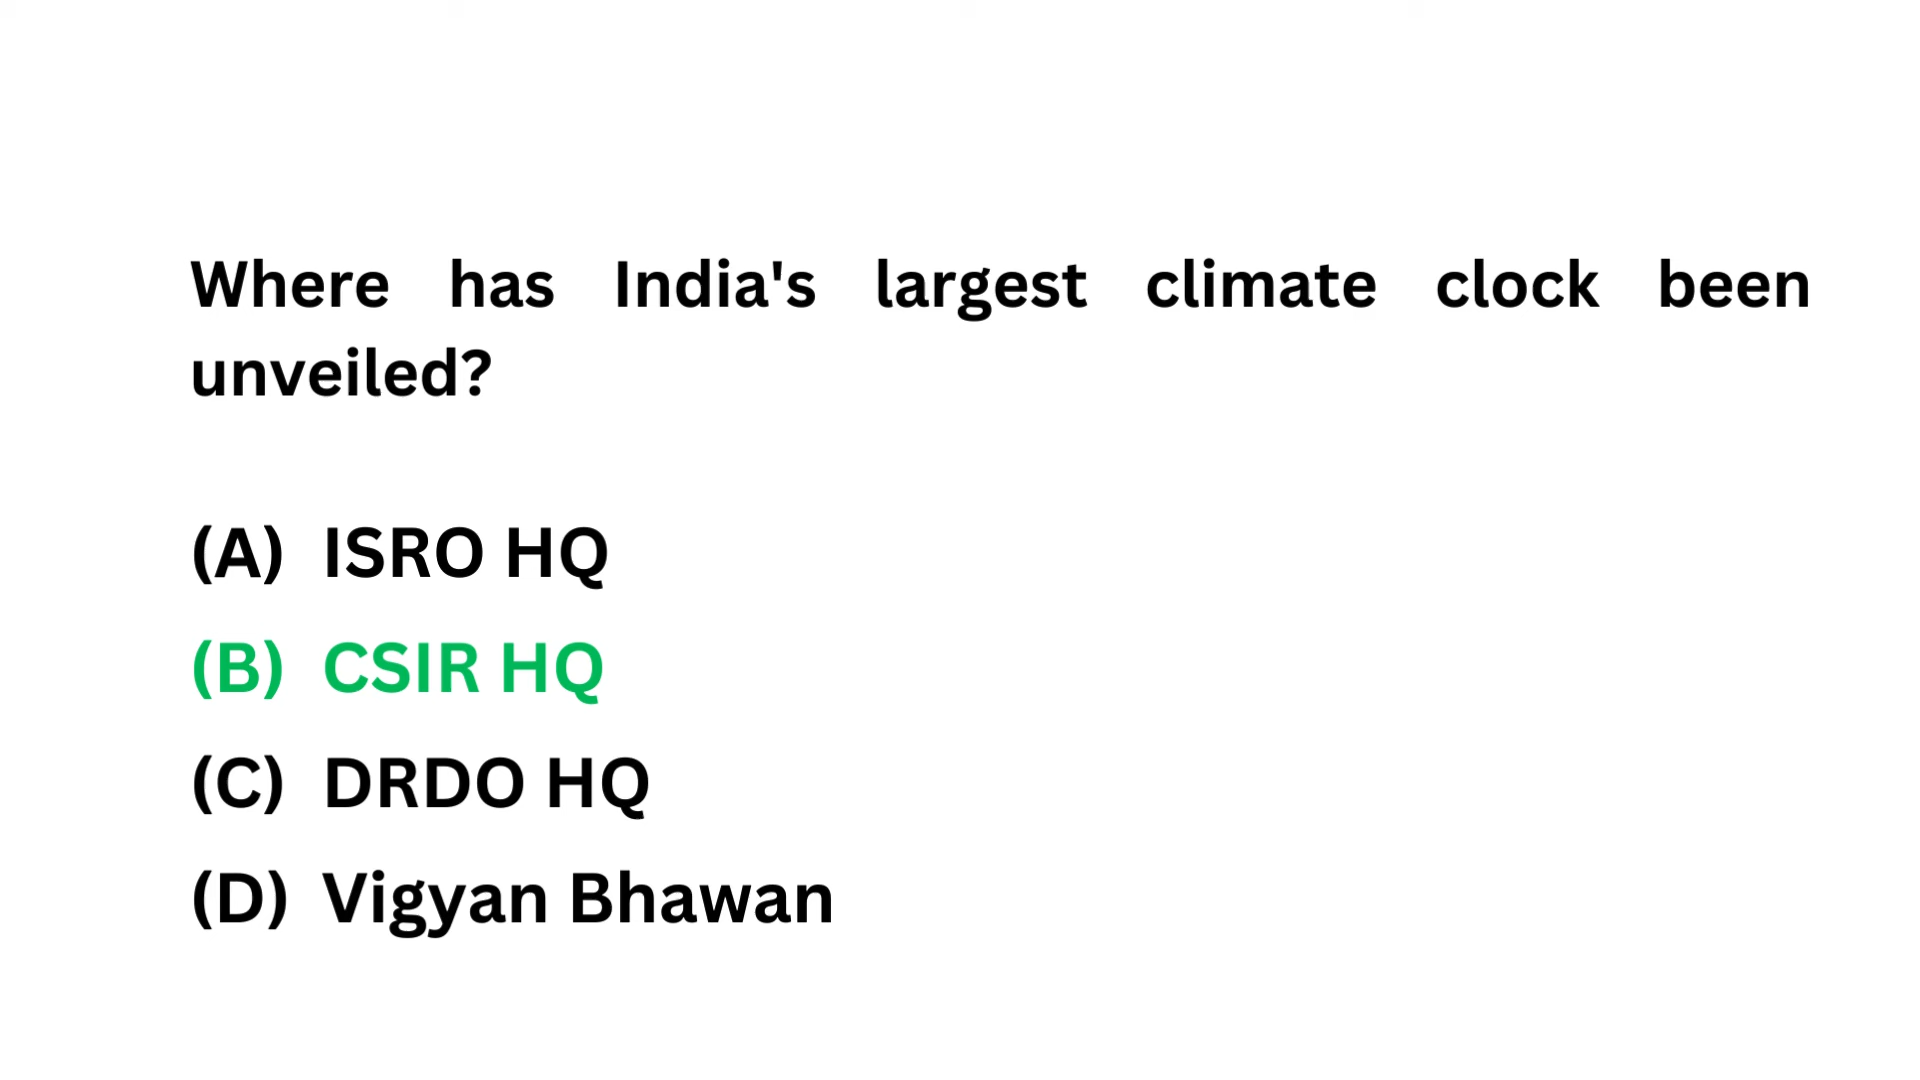 Where has India's largest climate clock been
unveiled?
(A) ISRO HQ
(B) CSIR HQ
(C) DRDO HQ
(D) Vigyan Bhawan